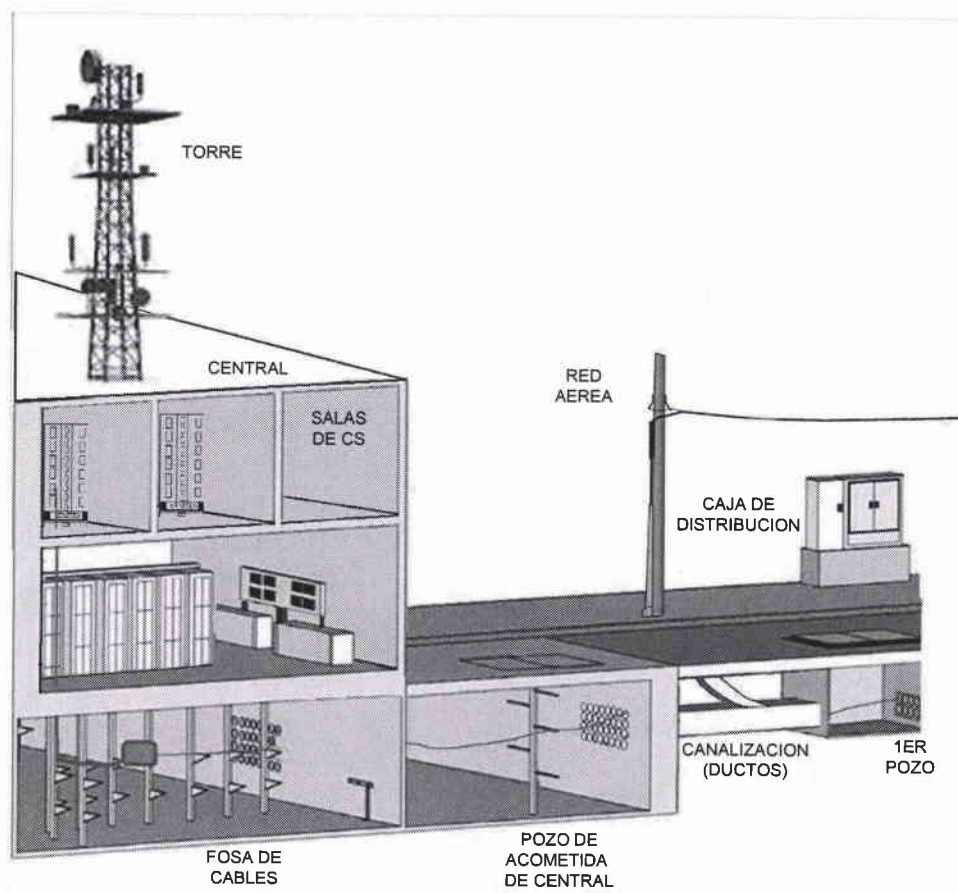 TORRE
CENTRAL
SALAS
DE CS
RED
AEREA
CAJA DE
DISTRIBUCION
CANALIZACION
(DUCTOS)
1ER
POZO
FOSA DE
CABLES
POZO DE
ACOMETIDA
DE CENTRAL